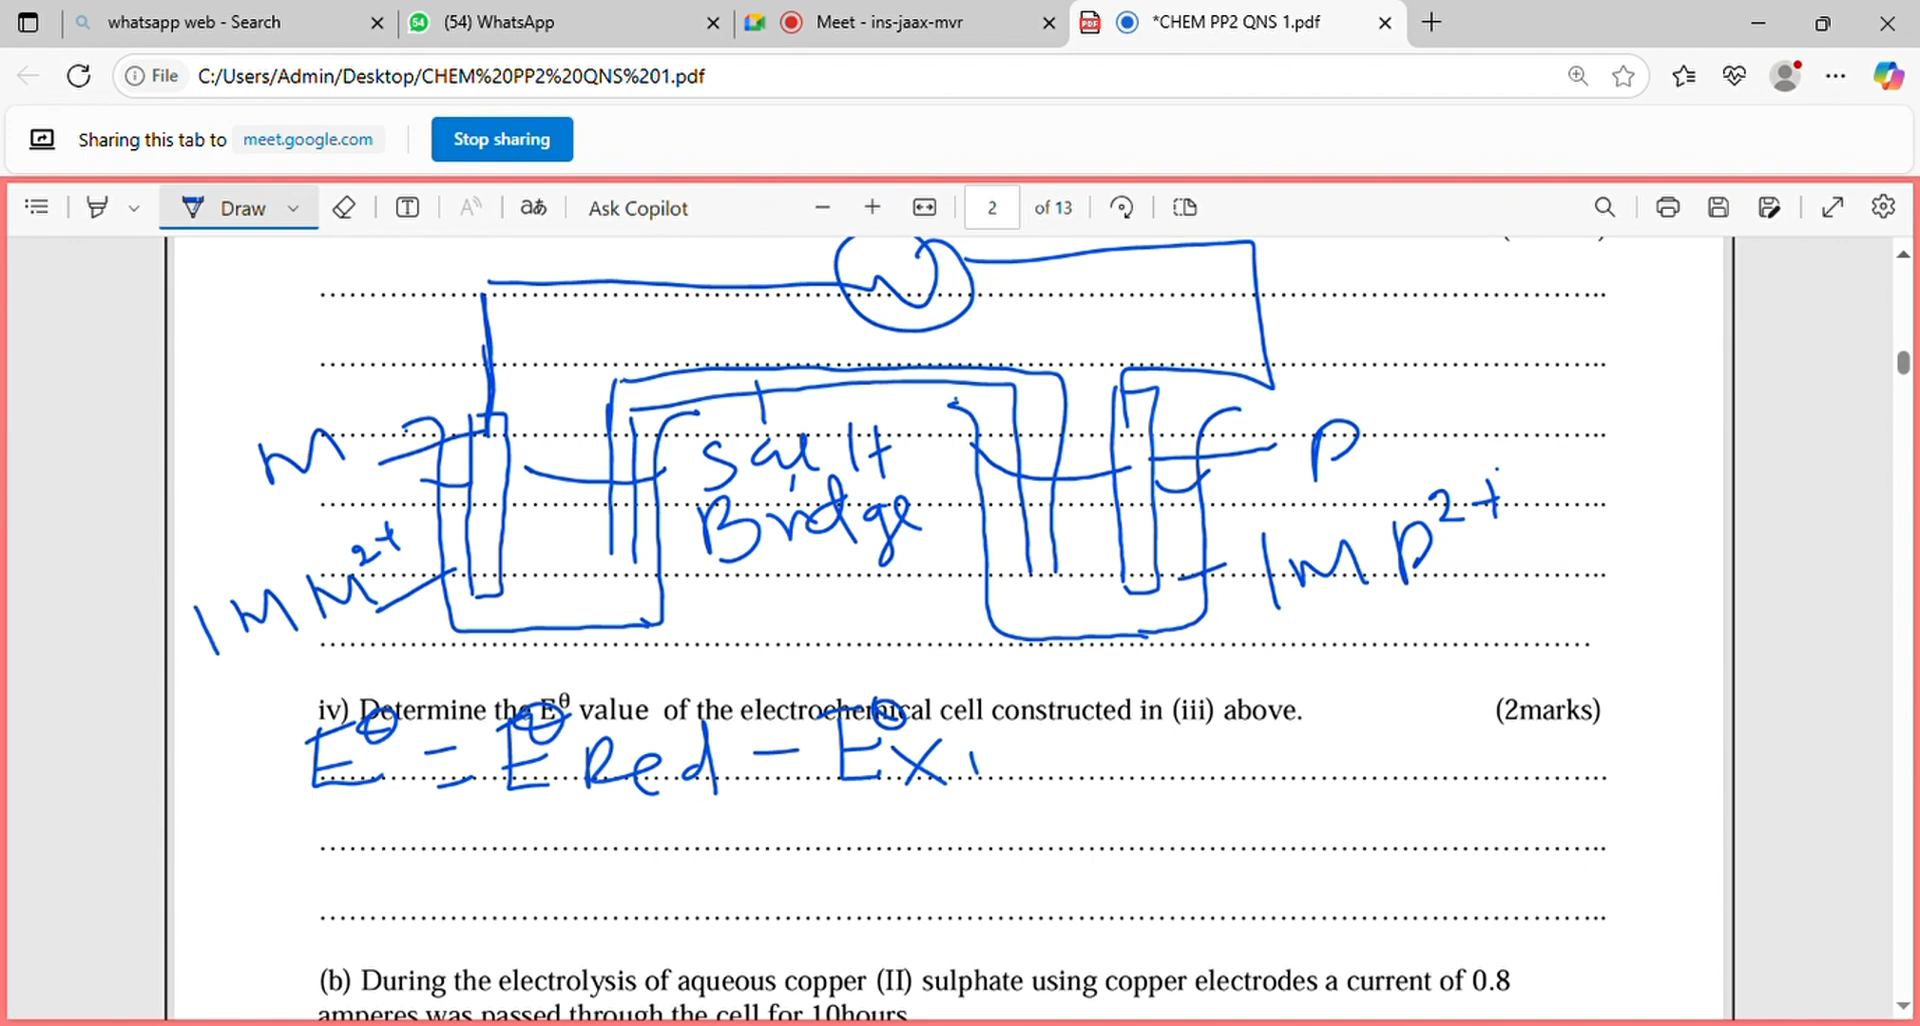 whatsapp web - Search
(54) WhatsApp
Meet - ins-jaax-mvr
*CHEM PP2 QNS 1.pdf
File
C:/Users/Admin/Desktop/CHEM%20PP2%20QNS%201.pdf
Sharing this tab to
meet.google.com
Stop sharing
Draw
Ask Copilot
2
of 13
M
Salt
Bridge
P
1M M²⁺
1M P²⁺
iv) Determine the Eᶿ value of the electrochemical cell constructed in (iii) above. (2marks)
E⊖ = E⊖ Red - E⊖x
(b) During the electrolysis of aqueous copper (II) sulphate using copper electrodes a current of 0.8
amperes was passed through the cell for 10hours